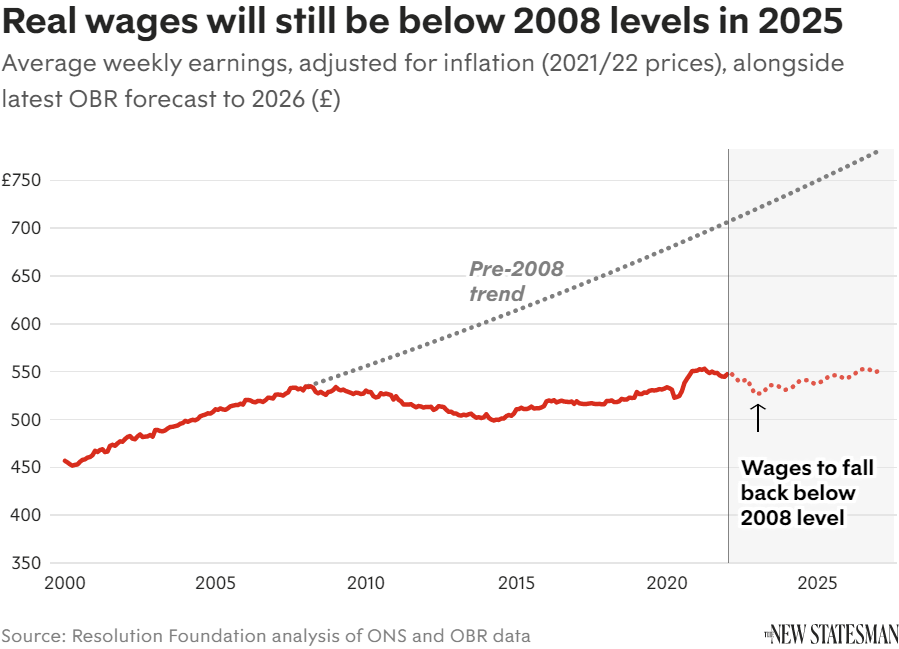 Real wages will still be below 2008 levels in 2025
Average weekly earnings, adjusted for inflation (2021/22 prices), alongside
latest OBR forecast to 2026 (£)
£750
700
650
600
550
500
450
400
350
Pre-2008
trend
Wages to fall
back below
2008 level
2000
2005
2010
2015
2020
2025
Source: Resolution Foundation analysis of ONS and OBR data
THE NEW STATESMAN